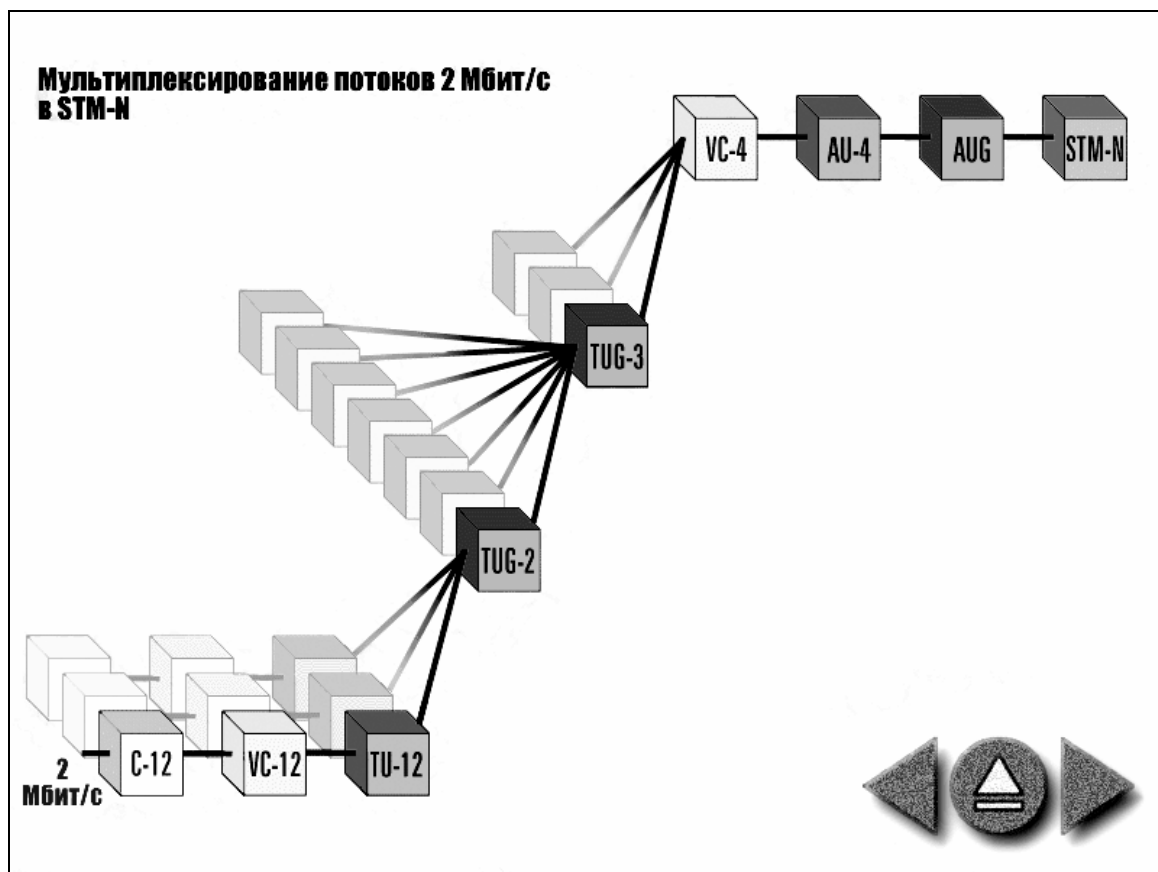 Мультиплексирование потоков 2 Мбит/с
в STM-N
VC-4
AU-4
AUG
STM-N
TUG-3
TUG-2
C-12
VC-12
TU-12
2
Мбит/с